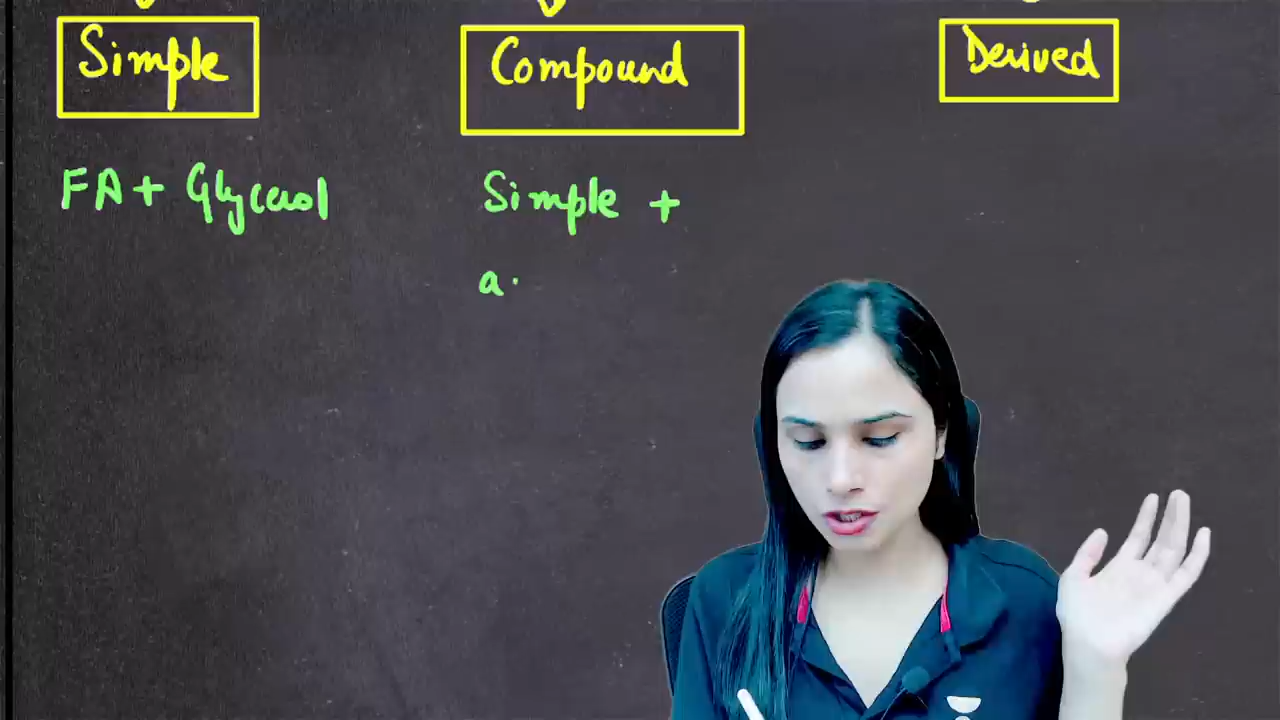 Simple
Compound
Derived
FA + Glycerol
Simple +
a.